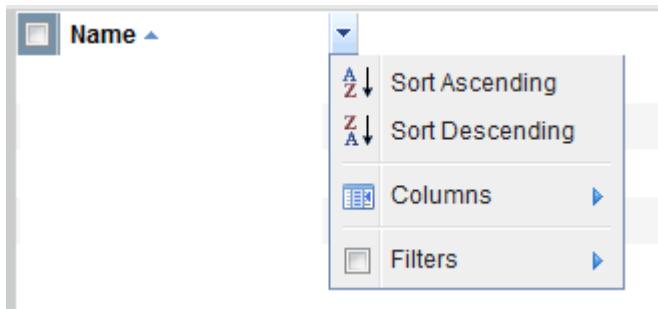 Name
Sort Ascending
Sort Descending
Columns
Filters